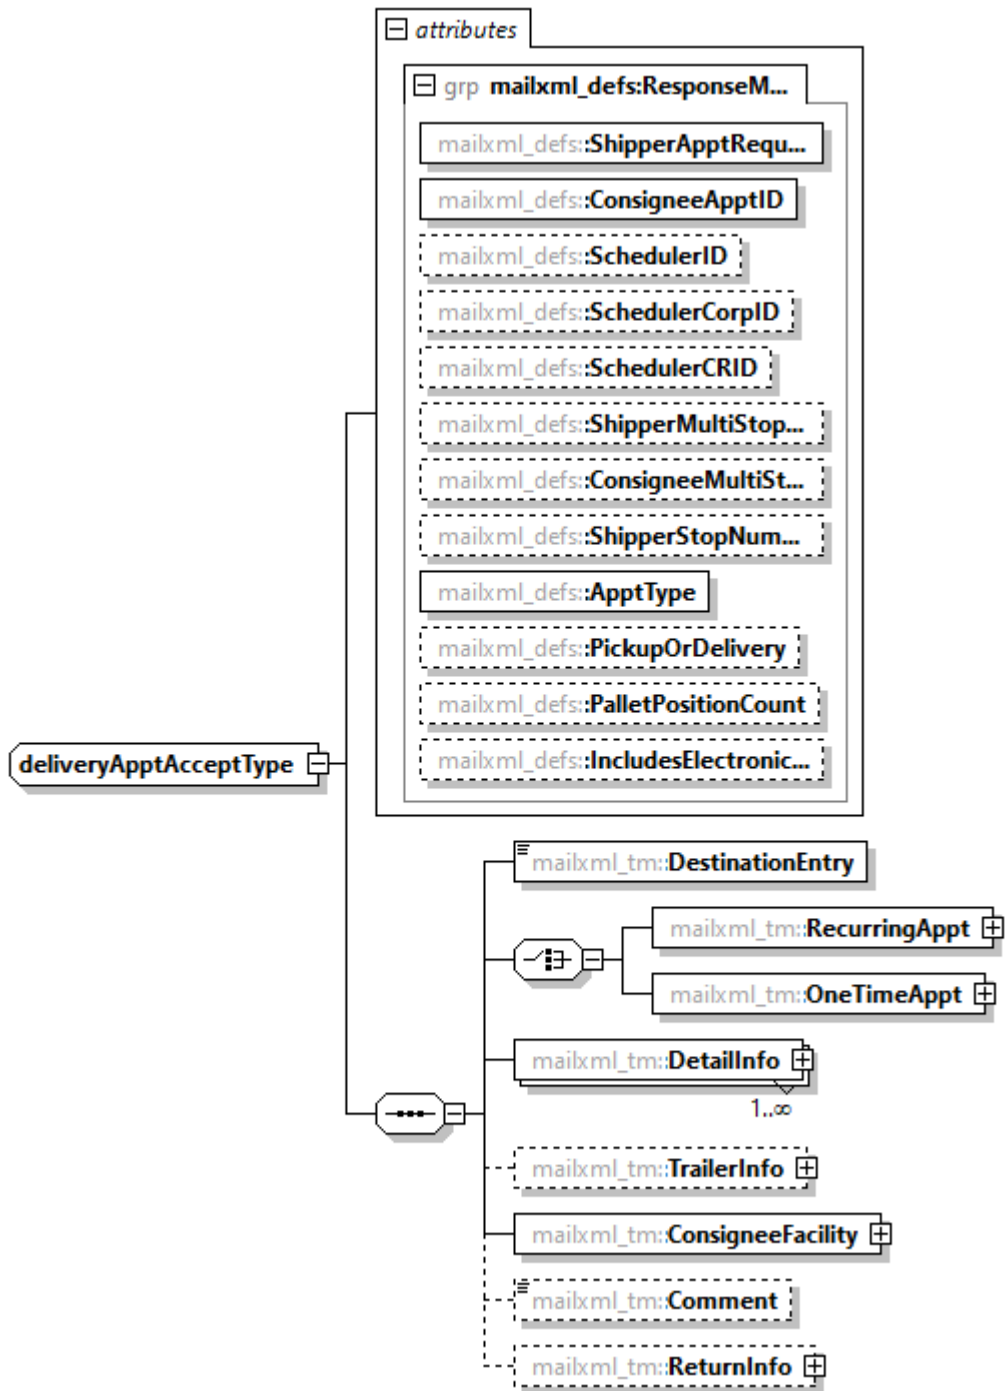 attributes
grp mailxml_defs:ResponseM...
mailxml_defs::ShipperApptRequ...
mailxml_defs::ConsigneeApptID
mailxml_defs::SchedulerID
mailxml_defs::SchedulerCorpID
mailxml_defs::SchedulerCRID
mailxml_defs::ShipperMultiStop...
mailxml_defs::ConsigneeMultiSt...
mailxml_defs::ShipperStopNum...
mailxml_defs::ApptType
mailxml_defs::PickupOrDelivery
mailxml_defs::PalletPositionCount
mailxml_defs::IncludesElectronic...
deliveryApptAcceptType
mailxml_tm::DestinationEntry
mailxml_tm::RecurringAppt
mailxml_tm::OneTimeAppt
mailxml_tm::DetailInfo
1..∞
mailxml_tm::TrailerInfo
mailxml_tm::ConsigneeFacility
mailxml_tm::Comment
mailxml_tm::ReturnInfo